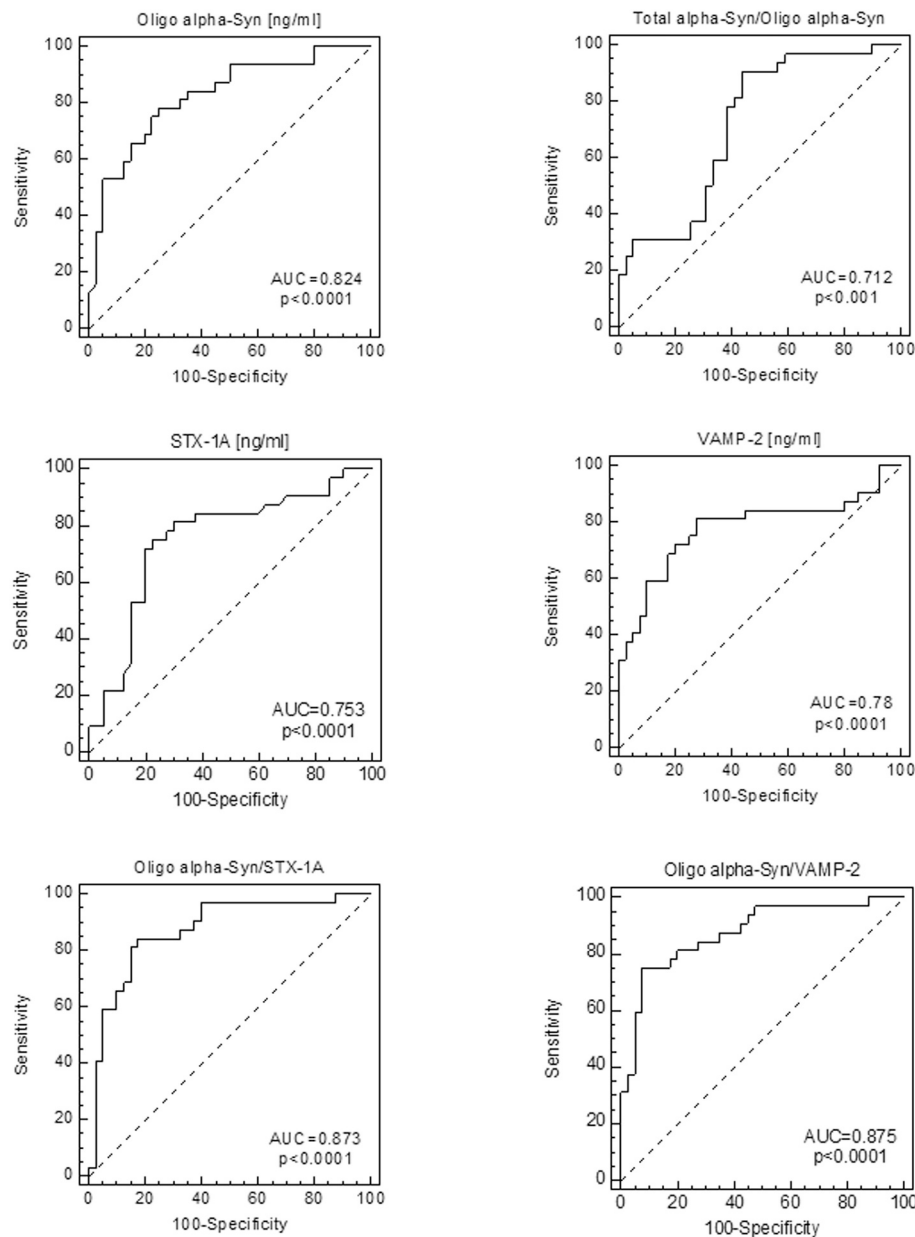 Oligo alpha-Syn [ng/ml]
100
80
60
40
20
0
Sensitivity
AUC=0.824
p<0.0001
0 20 40 60 80 100
100-Specificity
Total alpha-Syn/Oligo alpha-Syn
100
80
60
40
20
0
Sensitivity
AUC=0.712
p<0.001
0 20 40 60 80 100
100-Specificity
STX-1A [ng/ml]
100
80
60
40
20
0
Sensitivity
AUC=0.753
p<0.0001
0 20 40 60 80 100
100-Specificity
VAMP-2 [ng/ml]
100
80
60
40
20
0
Sensitivity
AUC=0.78
p<0.0001
0 20 40 60 80 100
100-Specificity
Oligo alpha-Syn/STX-1A
100
80
60
40
20
0
Sensitivity
AUC=0.873
p<0.0001
0 20 40 60 80 100
100-Specificity
Oligo alpha-Syn/VAMP-2
100
80
60
40
20
0
Sensitivity
AUC=0.875
p<0.0001
0 20 40 60 80 100
100-Specificity